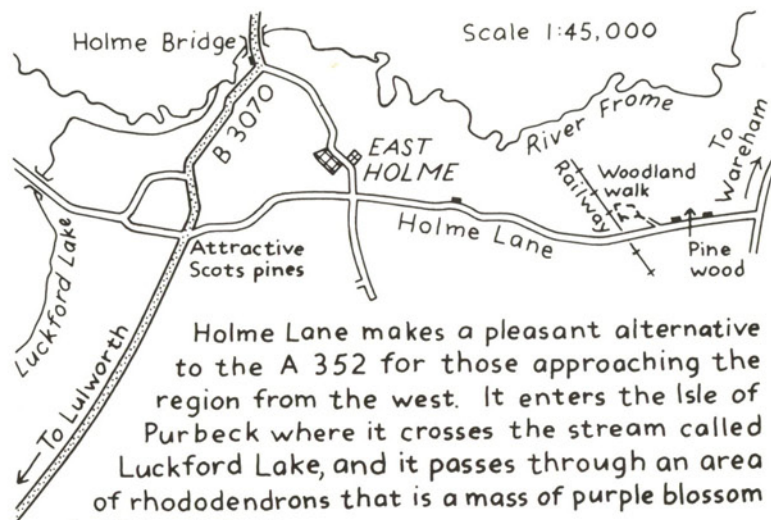 Holme Bridge
Scale 1:45,000
B 3070
River Frome
EAST
HOLME
To
Wareham
Woodland
walk
Railway
Holme Lane
Pine
wood
Attractive
Scots pines
Luckford Lake
← To Lulworth
Holme Lane makes a pleasant alternative
to the A 352 for those approaching the
region from the west. It enters the Isle of
Purbeck where it crosses the stream called
Luckford Lake, and it passes through an area
of rhododendrons that is a mass of purple blossom